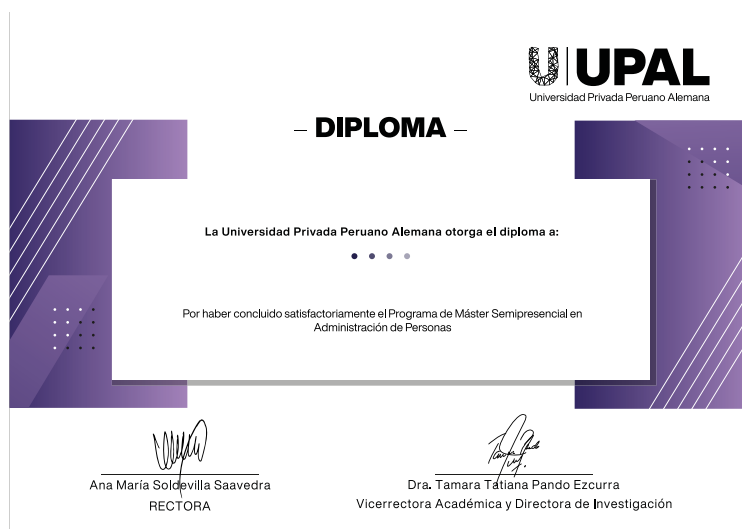 UPAL
Universidad Privada Peruano Alemana
– DIPLOMA –
La Universidad Privada Peruano Alemana otorga el diploma a:
Por haber concluido satisfactoriamente el Programa de Máster Semipresencial en
Administración de Personas
Ana María Soldevilla Saavedra
RECTORA
Dra. Tamara Tatiana Pando Ezcurra
Vicerrectora Académica y Directora de Investigación